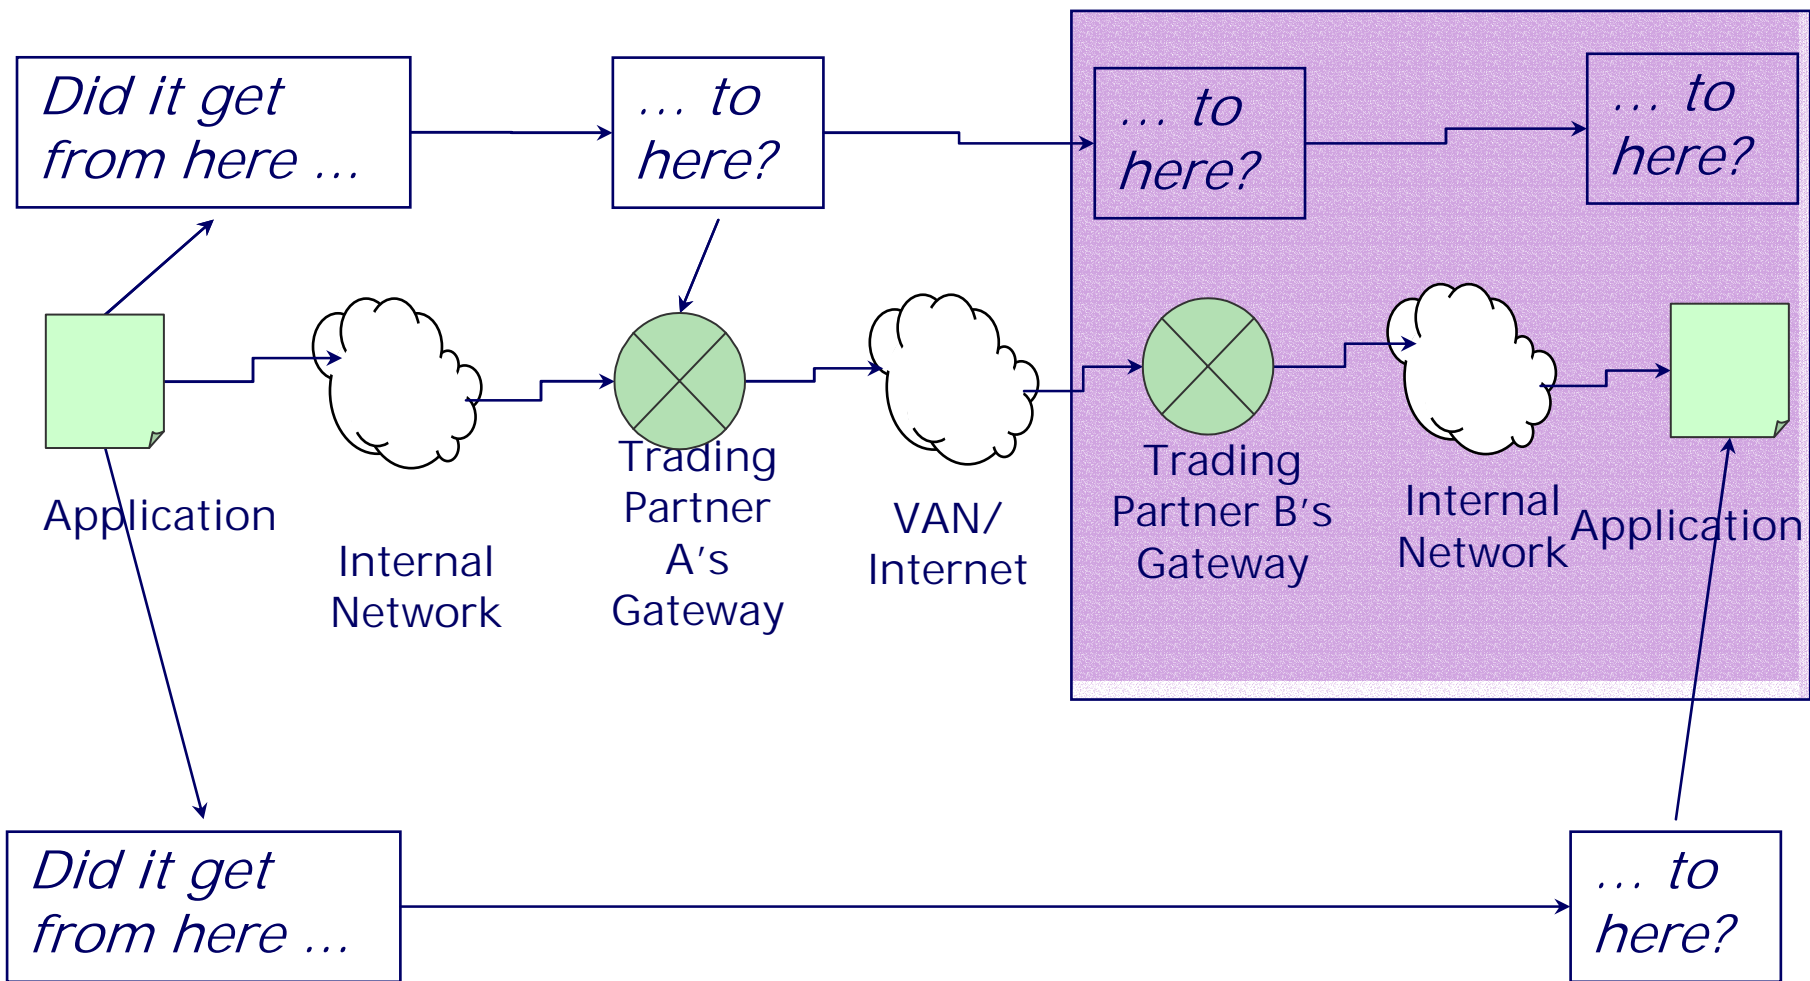 Did it get
from here ...
... to
here?
... to
here?
... to
here?
Application
Internal
Network
Trading
Partner
A's
Gateway
VAN/
Internet
Trading
Partner B's
Gateway
Internal
Network
Application
Did it get
from here ...
... to
here?